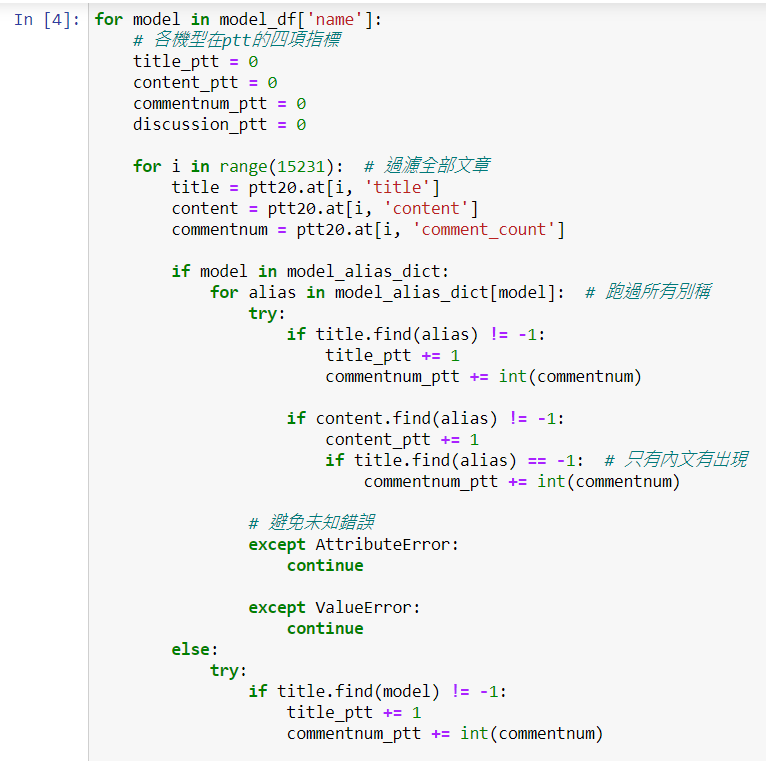 In [4]: for model in model_df['name']:
    # 各機型在ptt的四項指標
    title_ptt = 0
    content_ptt = 0
    commentnum_ptt = 0
    discussion_ptt = 0

    for i in range(15231):  # 過濾全部文章
        title = ptt20.at[i, 'title']
        content = ptt20.at[i, 'content']
        commentnum = ptt20.at[i, 'comment_count']

        if model in model_alias_dict:
            for alias in model_alias_dict[model]:  # 跑過所有別稱
                try:
                    if title.find(alias) != -1:
                        title_ptt += 1
                        commentnum_ptt += int(commentnum)

                    if content.find(alias) != -1:
                        content_ptt += 1
                        if title.find(alias) == -1:  # 只有內文有出現
                            commentnum_ptt += int(commentnum)

                # 避免未知錯誤
                except AttributeError:
                    continue

                except ValueError:
                    continue
        else:
            try:
                if title.find(model) != -1:
                    title_ptt += 1
                    commentnum_ptt += int(commentnum)